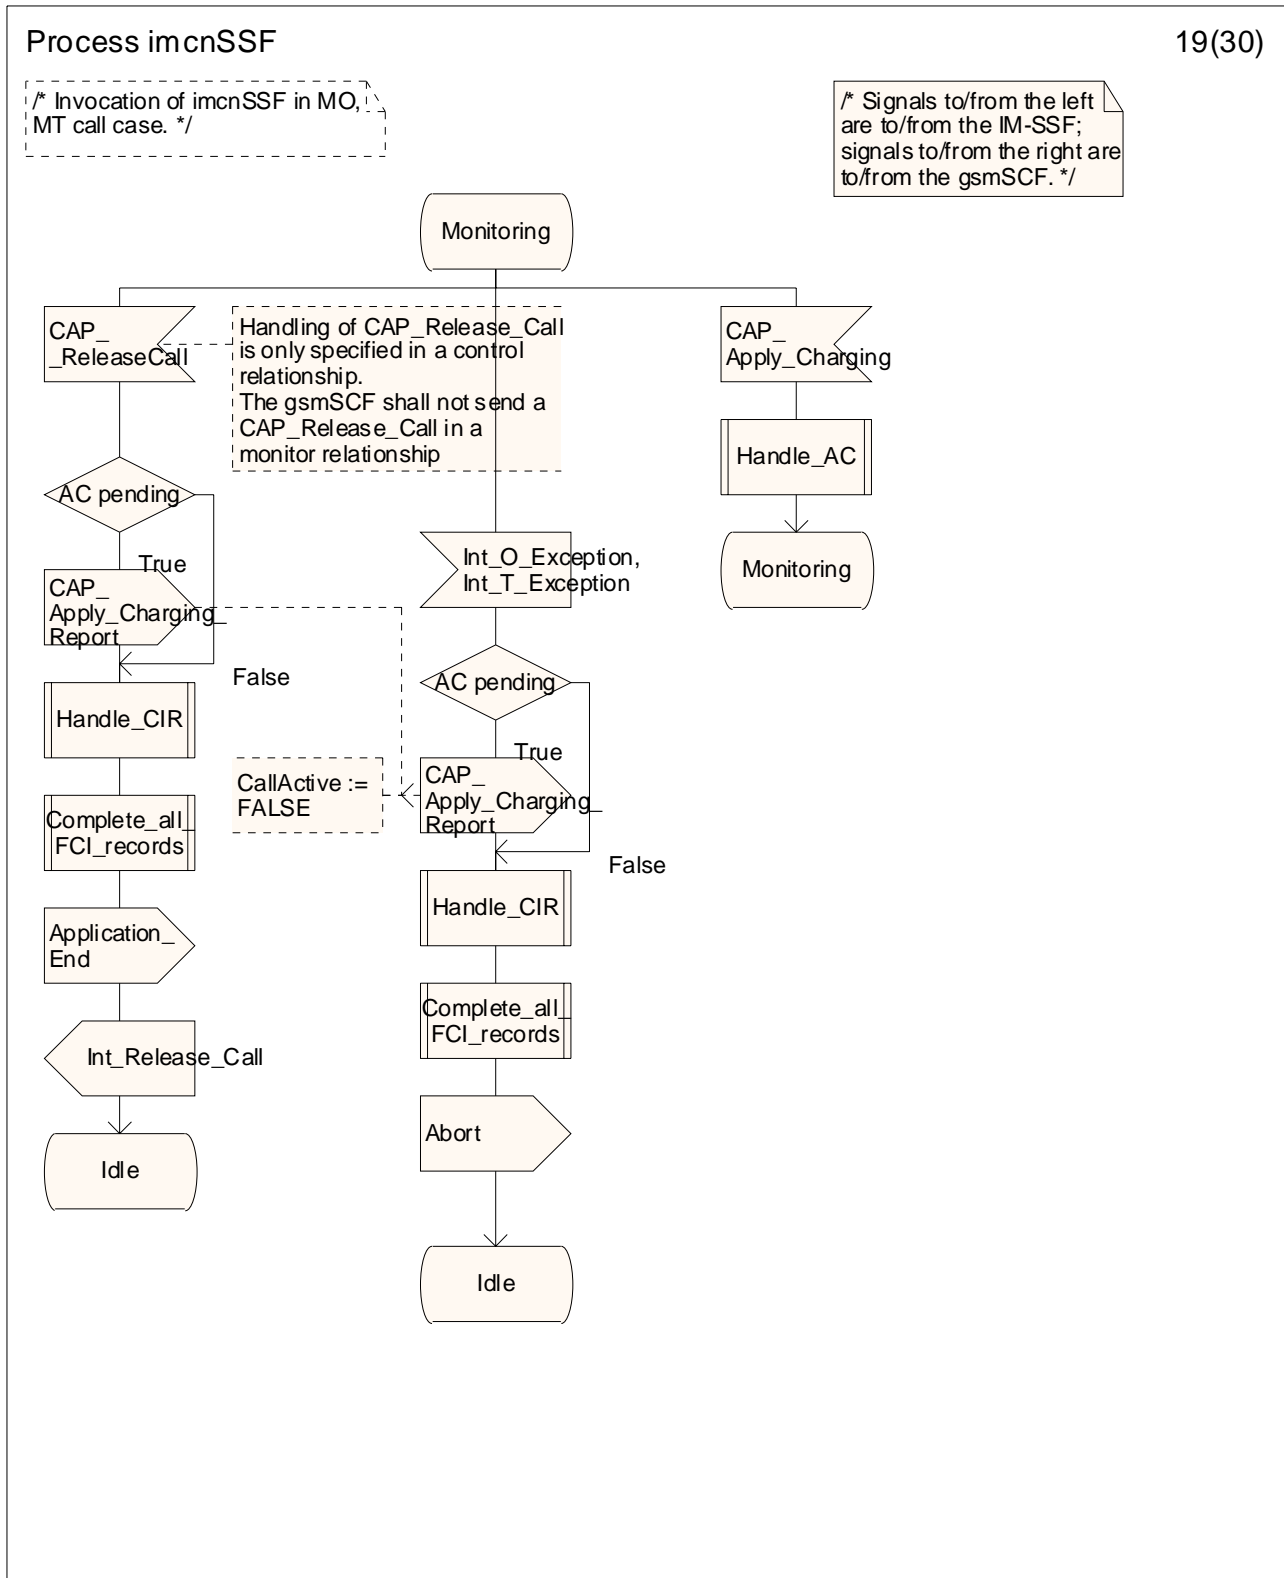 Process imcnSSF
19(30)
/* Invocation of imcnSSF in MO,
MT call case. */
/* Signals to/from the left
are to/from the IM-SSF;
signals to/from the right are
to/from the gsmSCF. */
Monitoring
CAP_
_ReleaseCall
Handling of CAP_Release_Call
is only specified in a control
relationship.
The gsmSCF shall not send a
CAP_Release_Call in a
monitor relationship
CAP_
Apply_Charging
Handle_AC
Monitoring
AC pending
True
CAP_
Apply_Charging_
Report
False
Handle_CIR
Complete_all_
FCI_records
Application_
End
Int_Release_Call
Idle
Int_O_Exception,
Int_T_Exception
AC pending
True
CallActive :=
FALSE
CAP_
Apply_Charging_
Report
False
Handle_CIR
Complete_all_
FCI_records
Abort
Idle